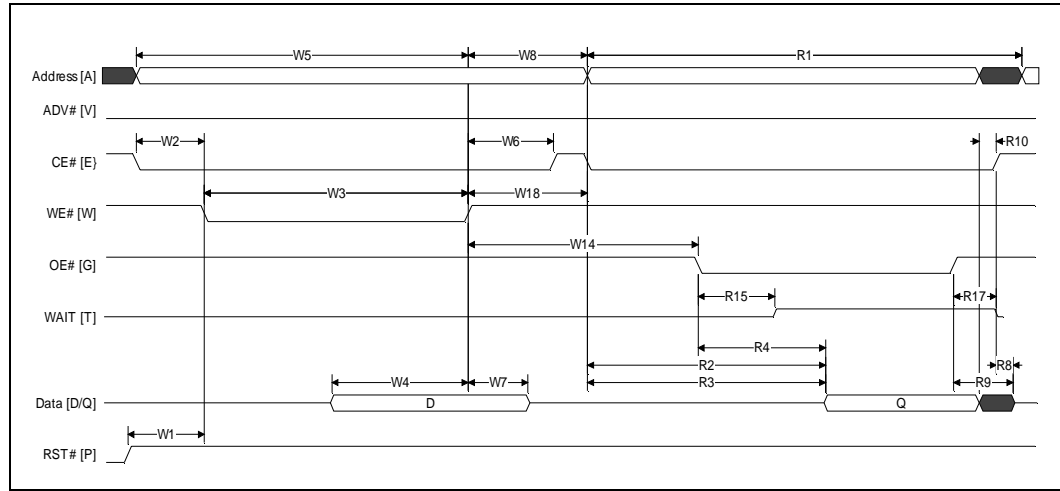 W5 W8 R1
Address [A]
ADV# [V]
W2 W6 R10
CE# [E}
W3 W18
WE# [W]
W14
OE# [G]
R15 R17
WAIT [T]
R4
R2 R8
W4 W7 R3 R9
Data [D/Q] D Q
W1
RST# [P]